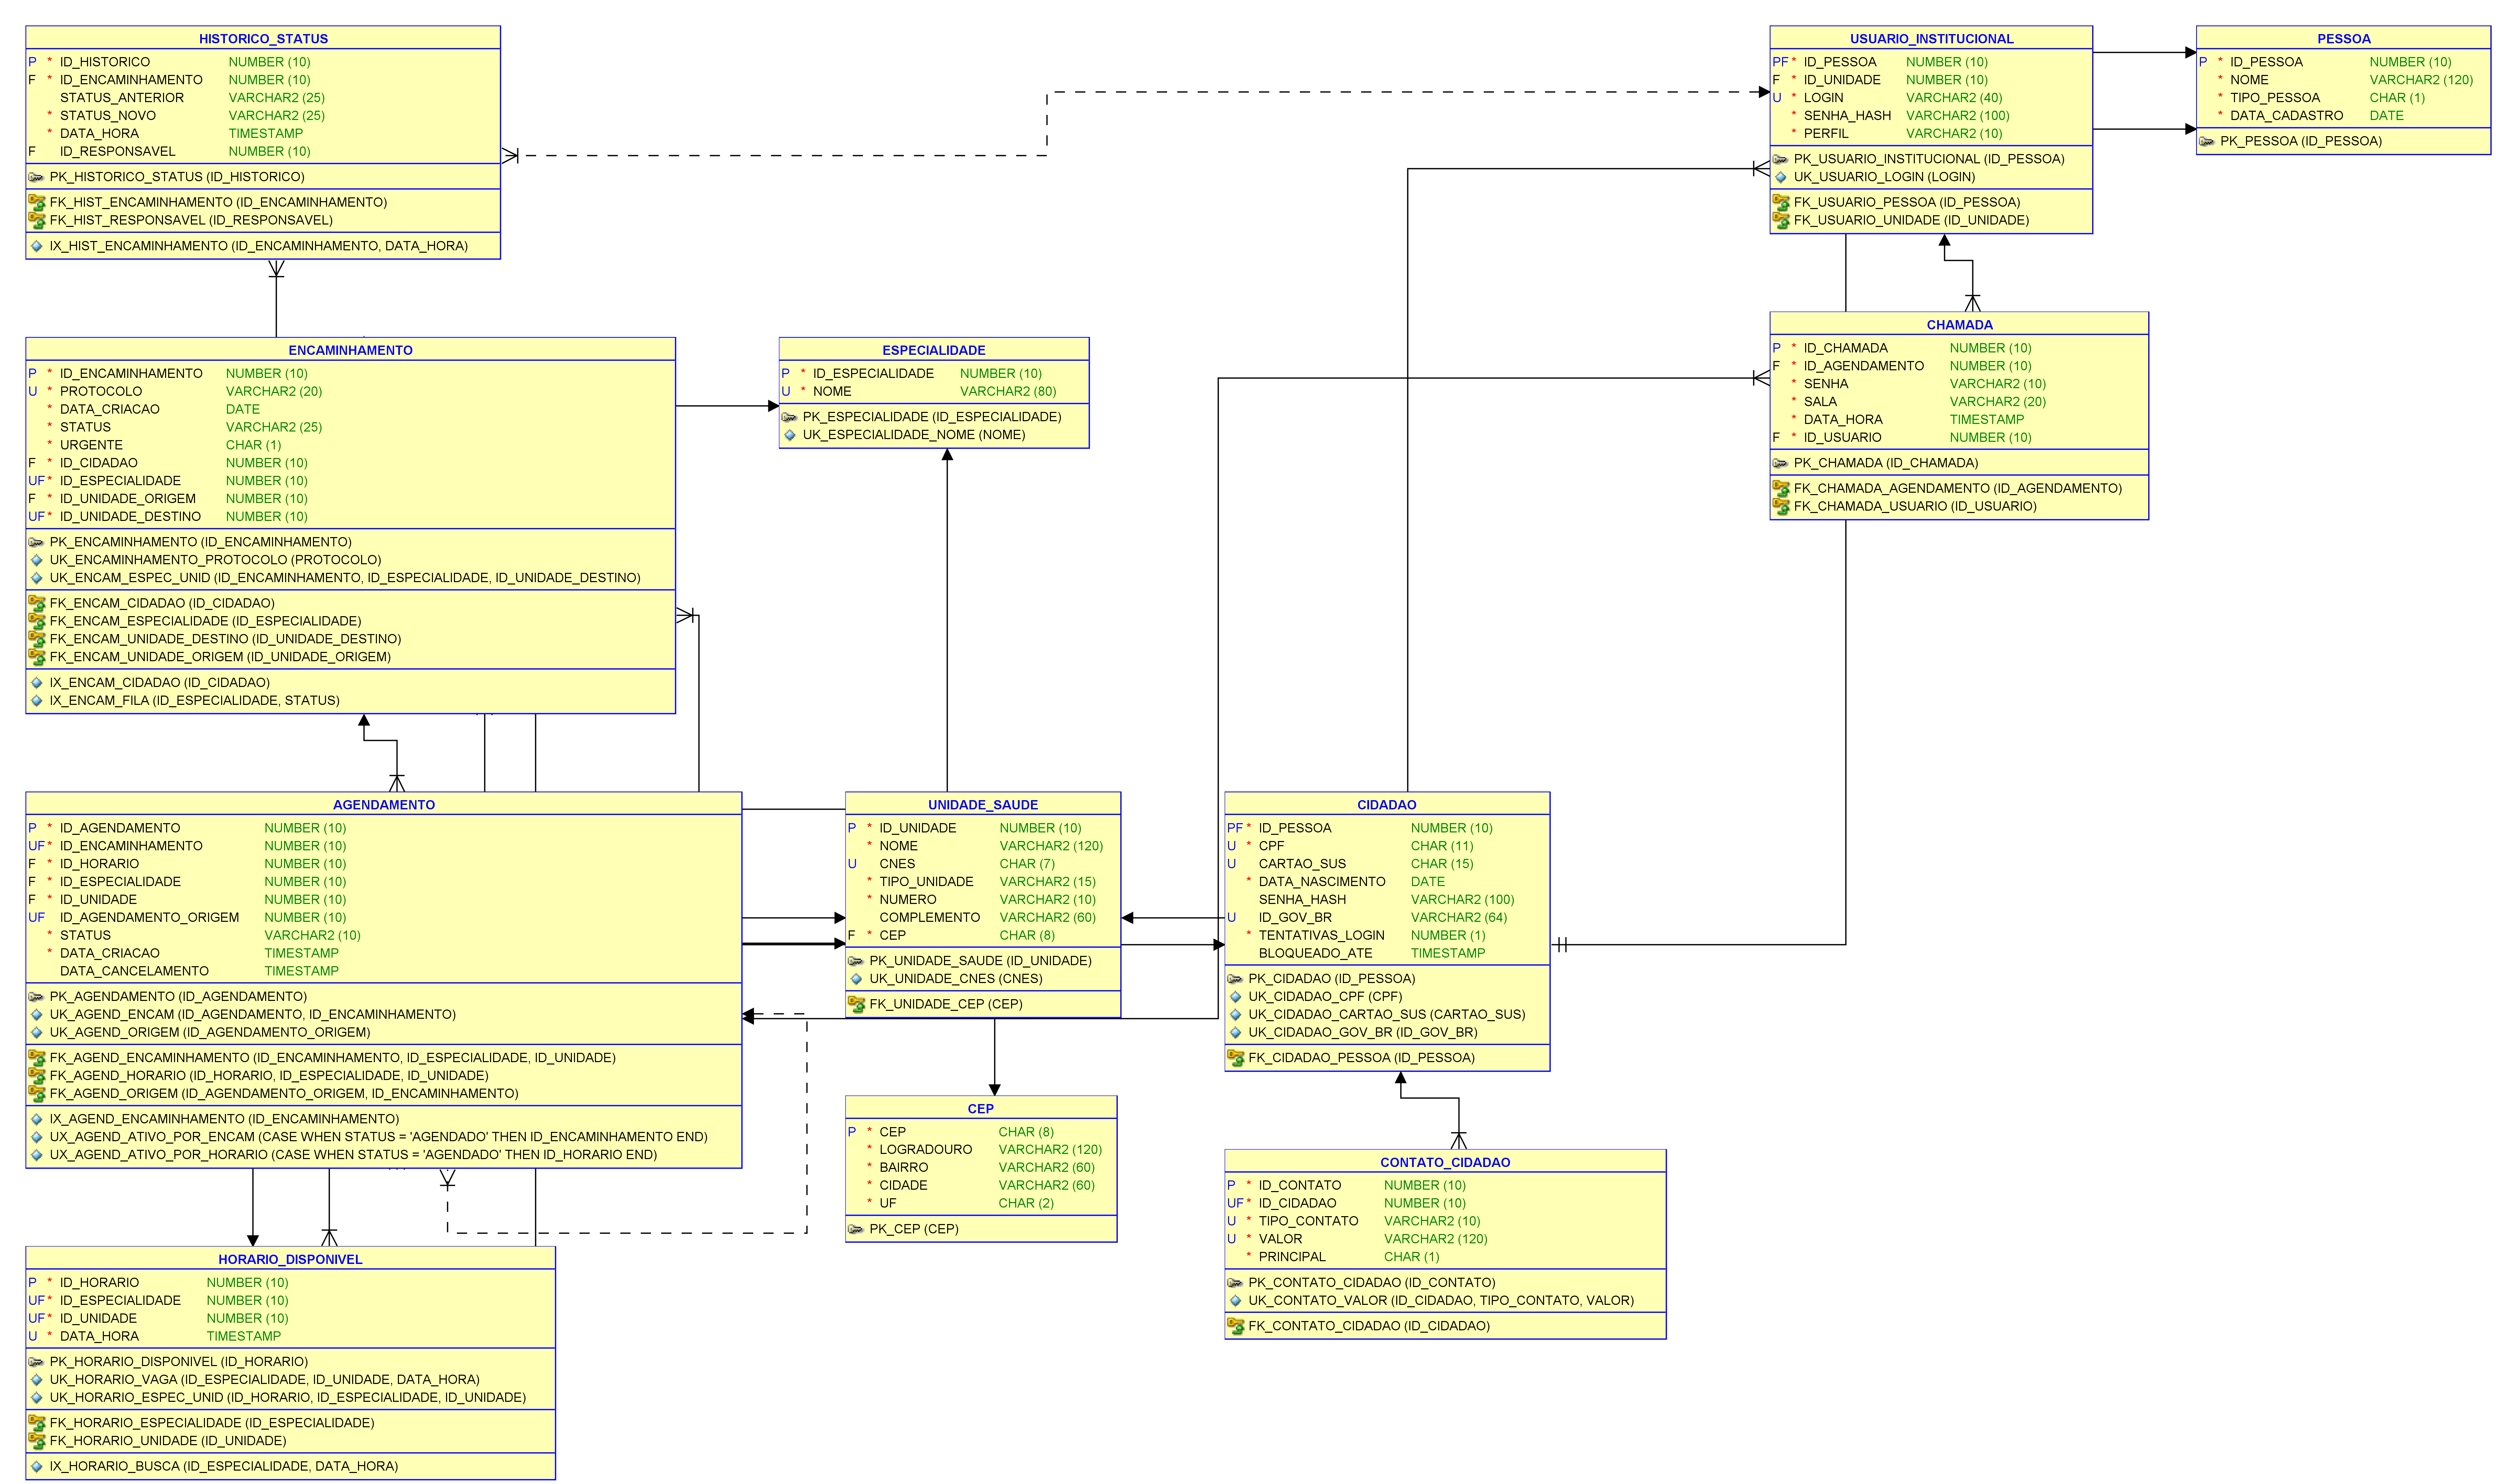 HISTORICO_STATUS
P * ID_HISTORICO NUMBER (10)
F * ID_ENCAMINHAMENTO NUMBER (10)
STATUS_ANTERIOR VARCHAR2 (25)
* STATUS_NOVO VARCHAR2 (25)
* DATA_HORA TIMESTAMP
F ID_RESPONSAVEL NUMBER (10)
PK_HISTORICO_STATUS (ID_HISTORICO)
FK_HIST_ENCAMINHAMENTO (ID_ENCAMINHAMENTO)
FK_HIST_RESPONSAVEL (ID_RESPONSAVEL)
IX_HIST_ENCAMINHAMENTO (ID_ENCAMINHAMENTO, DATA_HORA)
USUARIO_INSTITUCIONAL
PF * ID_PESSOA NUMBER (10)
F * ID_UNIDADE NUMBER (10)
U * LOGIN VARCHAR2 (40)
* SENHA_HASH VARCHAR2 (100)
* PERFIL VARCHAR2 (10)
PK_USUARIO_INSTITUCIONAL (ID_PESSOA)
UK_USUARIO_LOGIN (LOGIN)
FK_USUARIO_PESSOA (ID_PESSOA)
FK_USUARIO_UNIDADE (ID_UNIDADE)
PESSOA
P * ID_PESSOA NUMBER (10)
* NOME VARCHAR2 (120)
* TIPO_PESSOA CHAR (1)
* DATA_CADASTRO DATE
PK_PESSOA (ID_PESSOA)
ENCAMINHAMENTO
P * ID_ENCAMINHAMENTO NUMBER (10)
U * PROTOCOLO VARCHAR2 (20)
* DATA_CRIACAO DATE
* STATUS VARCHAR2 (25)
* URGENTE CHAR (1)
F * ID_CIDADAO NUMBER (10)
UF * ID_ESPECIALIDADE NUMBER (10)
F * ID_UNIDADE_ORIGEM NUMBER (10)
UF * ID_UNIDADE_DESTINO NUMBER (10)
PK_ENCAMINHAMENTO (ID_ENCAMINHAMENTO)
UK_ENCAMINHAMENTO_PROTOCOLO (PROTOCOLO)
UK_ENCAM_ESPEC_UNID (ID_ENCAMINHAMENTO, ID_ESPECIALIDADE, ID_UNIDADE_DESTINO)
FK_ENCAM_CIDADAO (ID_CIDADAO)
FK_ENCAM_ESPECIALIDADE (ID_ESPECIALIDADE)
FK_ENCAM_UNIDADE_DESTINO (ID_UNIDADE_DESTINO)
FK_ENCAM_UNIDADE_ORIGEM (ID_UNIDADE_ORIGEM)
IX_ENCAM_CIDADAO (ID_CIDADAO)
IX_ENCAM_FILA (ID_ESPECIALIDADE, STATUS)
ESPECIALIDADE
P * ID_ESPECIALIDADE NUMBER (10)
U * NOME VARCHAR2 (80)
PK_ESPECIALIDADE (ID_ESPECIALIDADE)
UK_ESPECIALIDADE_NOME (NOME)
CHAMADA
P * ID_CHAMADA NUMBER (10)
F * ID_AGENDAMENTO NUMBER (10)
* SENHA VARCHAR2 (10)
* SALA VARCHAR2 (20)
* DATA_HORA TIMESTAMP
F * ID_USUARIO NUMBER (10)
PK_CHAMADA (ID_CHAMADA)
FK_CHAMADA_AGENDAMENTO (ID_AGENDAMENTO)
FK_CHAMADA_USUARIO (ID_USUARIO)
AGENDAMENTO
P * ID_AGENDAMENTO NUMBER (10)
UF * ID_ENCAMINHAMENTO NUMBER (10)
F * ID_HORARIO NUMBER (10)
F * ID_ESPECIALIDADE NUMBER (10)
F * ID_UNIDADE NUMBER (10)
UF ID_AGENDAMENTO_ORIGEM NUMBER (10)
* STATUS VARCHAR2 (10)
* DATA_CRIACAO TIMESTAMP
DATA_CANCELAMENTO TIMESTAMP
PK_AGENDAMENTO (ID_AGENDAMENTO)
UK_AGEND_ENCAM (ID_AGENDAMENTO, ID_ENCAMINHAMENTO)
UK_AGEND_ORIGEM (ID_AGENDAMENTO_ORIGEM)
FK_AGEND_ENCAMINHAMENTO (ID_ENCAMINHAMENTO, ID_ESPECIALIDADE, ID_UNIDADE)
FK_AGEND_HORARIO (ID_HORARIO, ID_ESPECIALIDADE, ID_UNIDADE)
FK_AGEND_ORIGEM (ID_AGENDAMENTO_ORIGEM, ID_ENCAMINHAMENTO)
IX_AGEND_ENCAMINHAMENTO (ID_ENCAMINHAMENTO)
UX_AGEND_ATIVO_POR_ENCAM (CASE WHEN STATUS = 'AGENDADO' THEN ID_ENCAMINHAMENTO END)
UX_AGEND_ATIVO_POR_HORARIO (CASE WHEN STATUS = 'AGENDADO' THEN ID_HORARIO END)
UNIDADE_SAUDE
P * ID_UNIDADE NUMBER (10)
* NOME VARCHAR2 (120)
U CNES CHAR (7)
* TIPO_UNIDADE VARCHAR2 (15)
* NUMERO VARCHAR2 (10)
COMPLEMENTO VARCHAR2 (60)
F * CEP CHAR (8)
PK_UNIDADE_SAUDE (ID_UNIDADE)
UK_UNIDADE_CNES (CNES)
FK_UNIDADE_CEP (CEP)
CIDADAO
PF * ID_PESSOA NUMBER (10)
U * CPF CHAR (11)
U CARTAO_SUS CHAR (15)
* DATA_NASCIMENTO DATE
SENHA_HASH VARCHAR2 (100)
U ID_GOV_BR VARCHAR2 (64)
* TENTATIVAS_LOGIN NUMBER (1)
BLOQUEADO_ATE TIMESTAMP
PK_CIDADAO (ID_PESSOA)
UK_CIDADAO_CPF (CPF)
UK_CIDADAO_CARTAO_SUS (CARTAO_SUS)
UK_CIDADAO_GOV_BR (ID_GOV_BR)
FK_CIDADAO_PESSOA (ID_PESSOA)
CEP
P * CEP CHAR (8)
* LOGRADOURO VARCHAR2 (120)
* BAIRRO VARCHAR2 (60)
* CIDADE VARCHAR2 (60)
* UF CHAR (2)
PK_CEP (CEP)
CONTATO_CIDADAO
P * ID_CONTATO NUMBER (10)
UF * ID_CIDADAO NUMBER (10)
U * TIPO_CONTATO VARCHAR2 (10)
U * VALOR VARCHAR2 (120)
* PRINCIPAL CHAR (1)
PK_CONTATO_CIDADAO (ID_CONTATO)
UK_CONTATO_VALOR (ID_CIDADAO, TIPO_CONTATO, VALOR)
FK_CONTATO_CIDADAO (ID_CIDADAO)
HORARIO_DISPONIVEL
P * ID_HORARIO NUMBER (10)
UF * ID_ESPECIALIDADE NUMBER (10)
UF * ID_UNIDADE NUMBER (10)
U * DATA_HORA TIMESTAMP
PK_HORARIO_DISPONIVEL (ID_HORARIO)
UK_HORARIO_VAGA (ID_ESPECIALIDADE, ID_UNIDADE, DATA_HORA)
UK_HORARIO_ESPEC_UNID (ID_HORARIO, ID_ESPECIALIDADE, ID_UNIDADE)
FK_HORARIO_ESPECIALIDADE (ID_ESPECIALIDADE)
FK_HORARIO_UNIDADE (ID_UNIDADE)
IX_HORARIO_BUSCA (ID_ESPECIALIDADE, DATA_HORA)